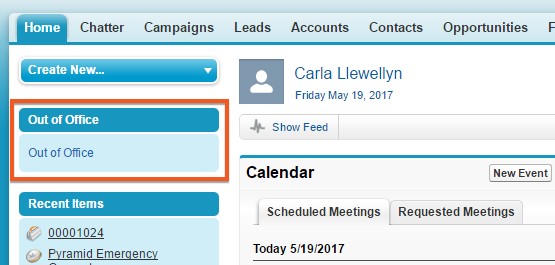 Home Chatter Campaigns Leads Accounts Contacts Opportunities F
Create New...
Carla Llewellyn
Friday May 19, 2017
Out of Office
Out of Office
Show Feed
Calendar
New Event
Recent Items
Scheduled Meetings Requested Meetings
00001024
Today 5/19/2017
Pyramid Emergency